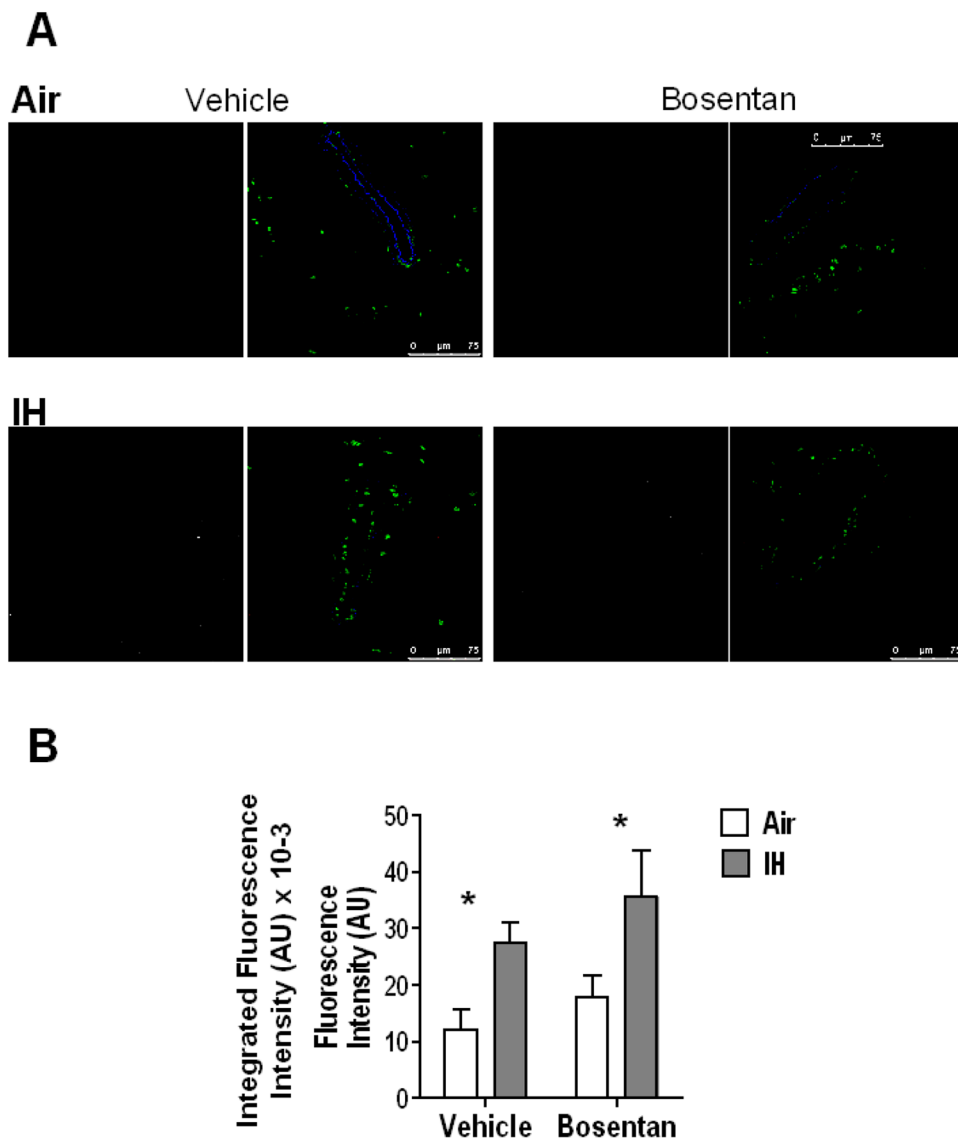 A
Air
Vehicle
Bosentan
0 µm 75
0 µm 75
IH
0 µm 75
0 µm 75
B
Integrated Fluorescence
Intensity (AU) x 10-3
Fluorescence
Intensity (AU)
50
40
30
20
10
0
*
*
Air
IH
Vehicle
Bosentan